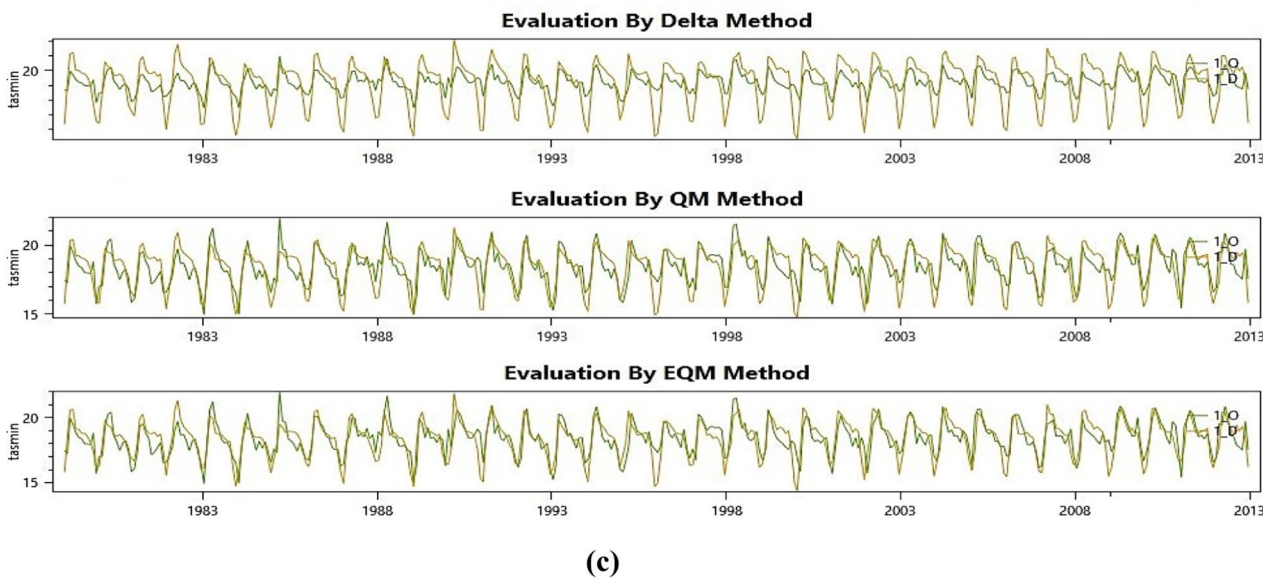 Evaluation By Delta Method
tasmin
20
1_O
1_D
1983 1988 1993 1998 2003 2008 2013
Evaluation By QM Method
tasmin
20
15
1_O
1_D
1983 1988 1993 1998 2003 2008 2013
Evaluation By EQM Method
tasmin
20
15
1_O
1_D
1983 1988 1993 1998 2003 2008 2013
(c)